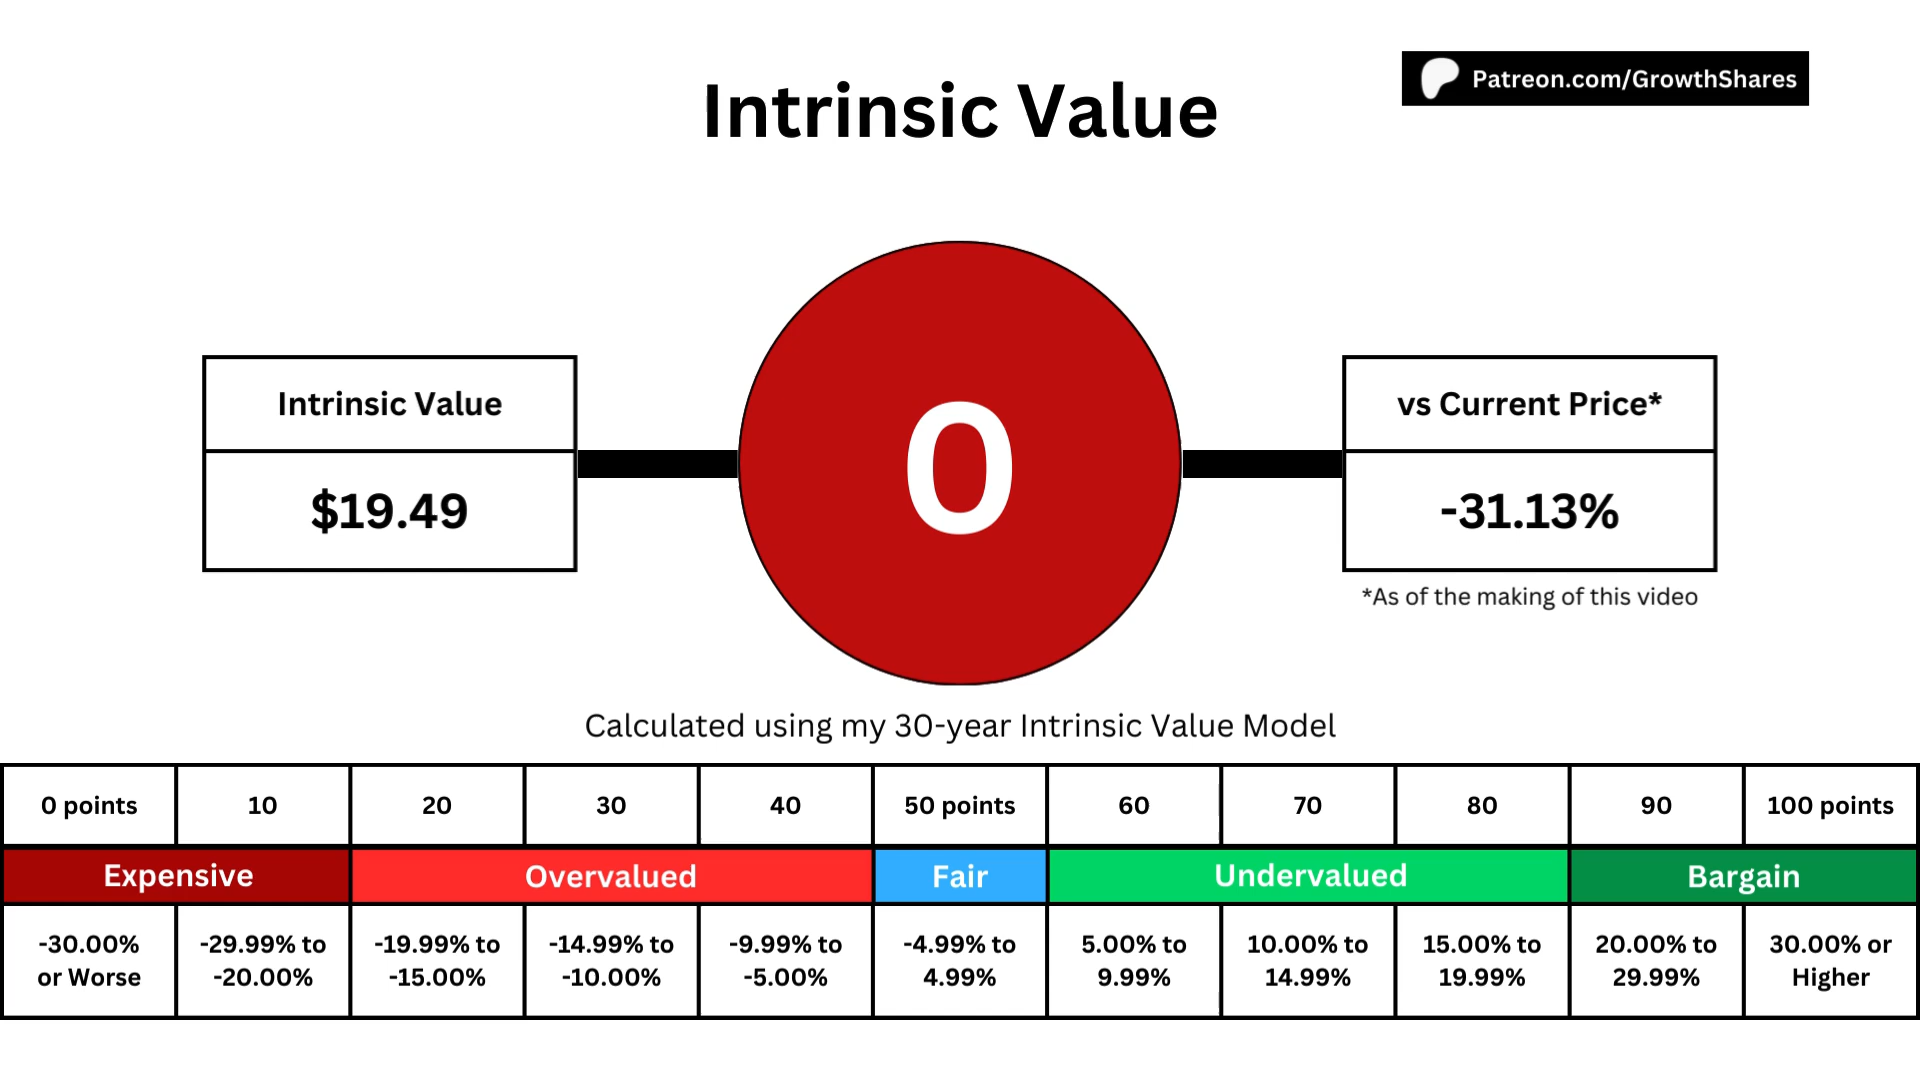 Patreon.com/GrowthShares
Intrinsic Value
Intrinsic Value
$19.49
0
vs Current Price*
-31.13%
*As of the making of this video
Calculated using my 30-year Intrinsic Value Model
0 points 10 20 30 40 50 points 60 70 80 90 100 points
Expensive Overvalued Fair Undervalued Bargain
-30.00% -29.99% to -19.99% to -14.99% to -9.99% to -4.99% to 5.00% to 10.00% to 15.00% to 20.00% to 30.00% or
or Worse -20.00% -15.00% -10.00% -5.00% 4.99% 9.99% 14.99% 19.99% 29.99% Higher